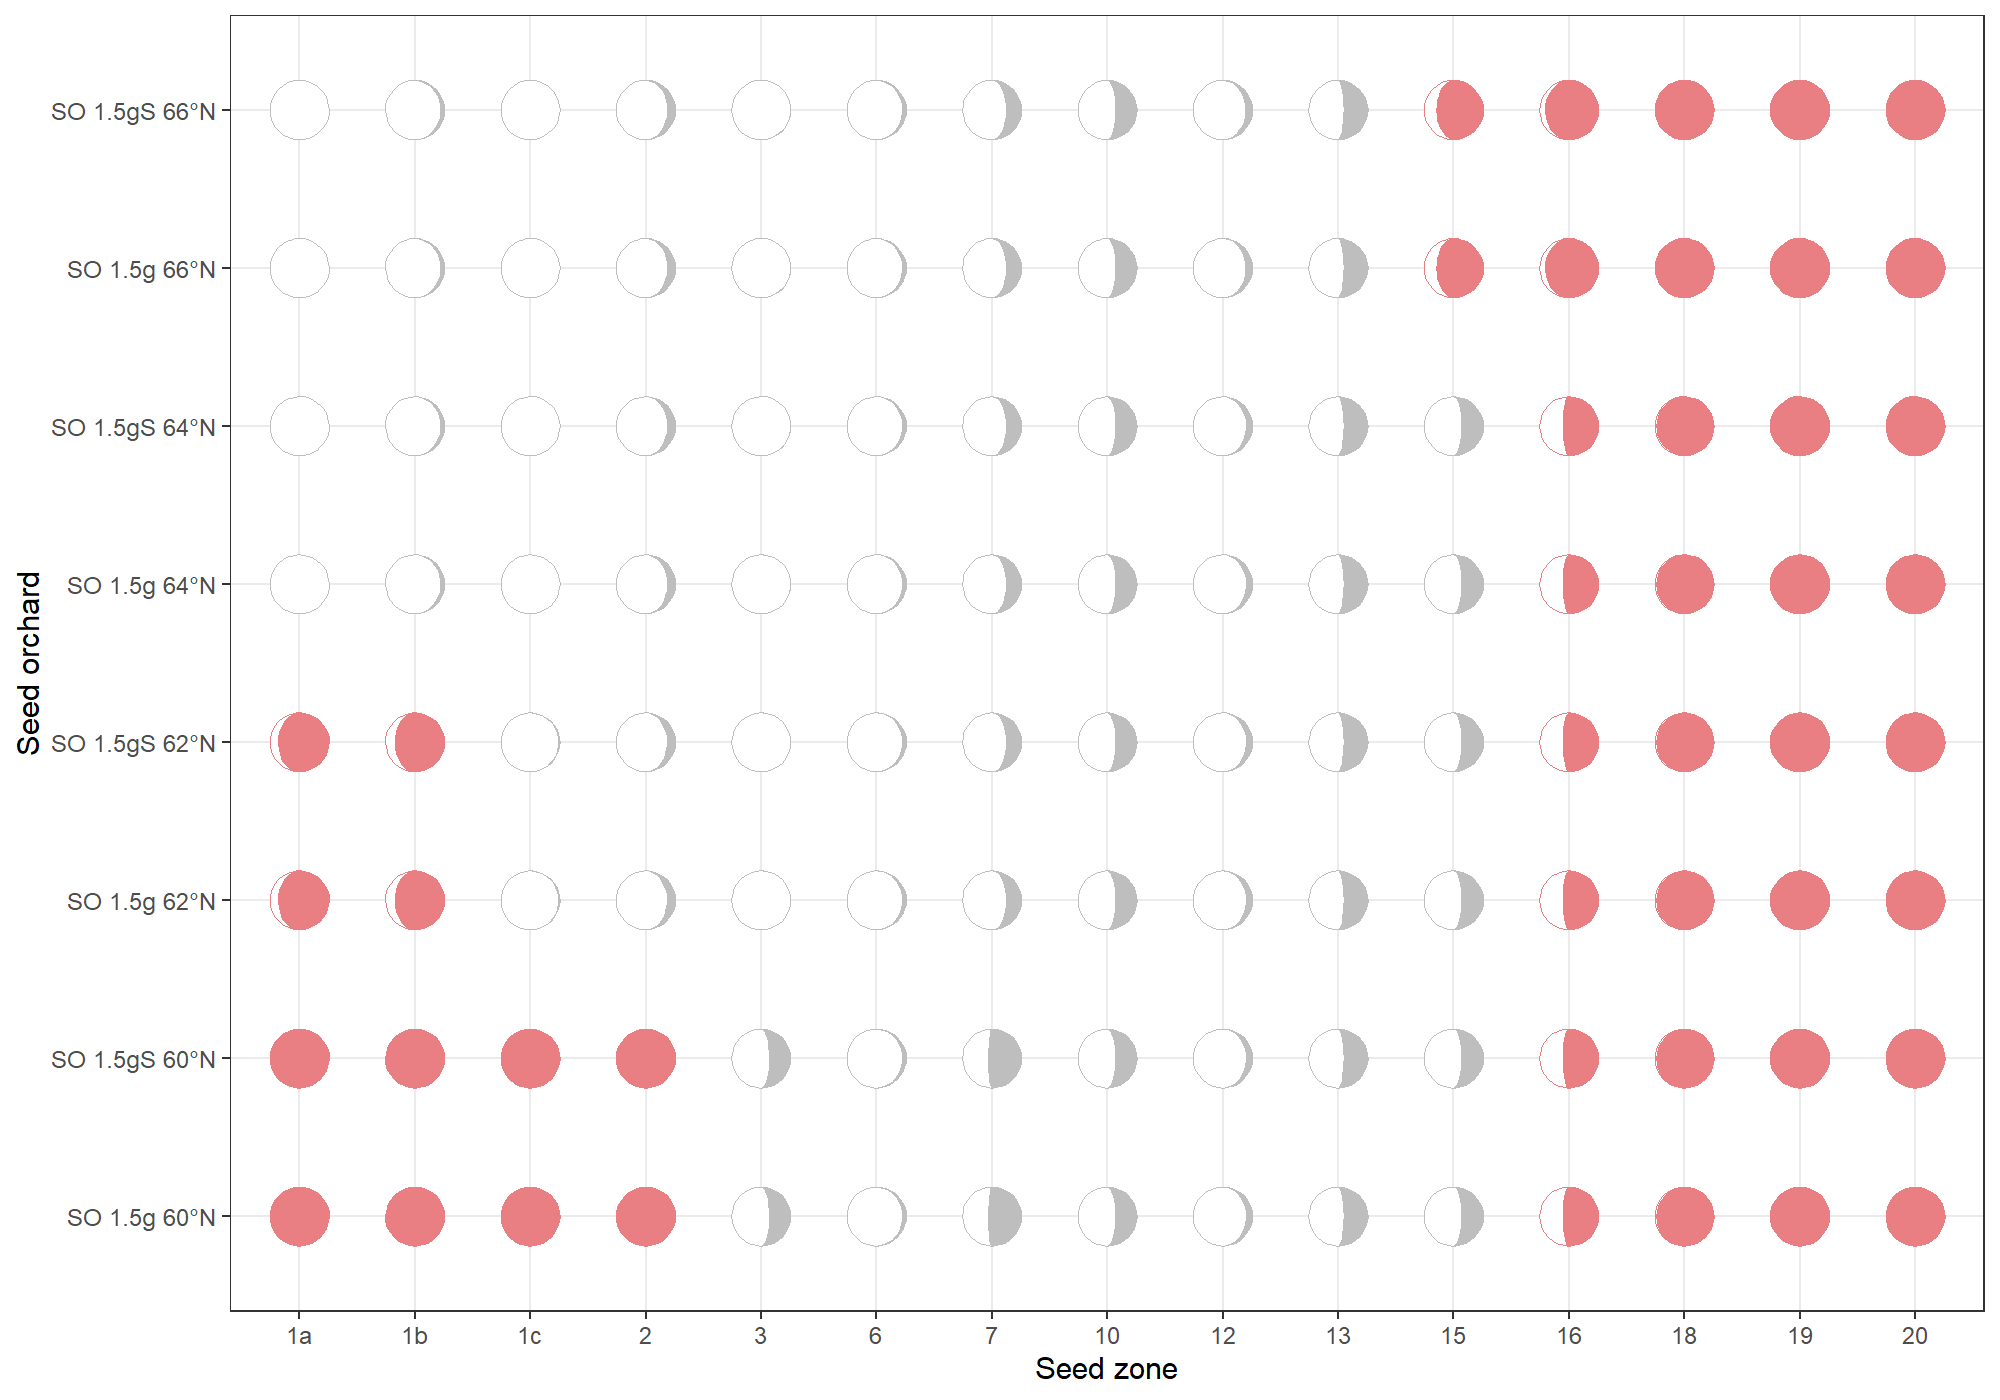 SO 1.5gS 66°N
SO 1.5g 66°N
SO 1.5gS 64°N
SO 1.5g 64°N
SO 1.5gS 62°N
SO 1.5g 62°N
SO 1.5gS 60°N
SO 1.5g 60°N
Seed orchard
1a 1b 1c 2 3 6 7 10 12 13 15 16 18 19 20
Seed zone